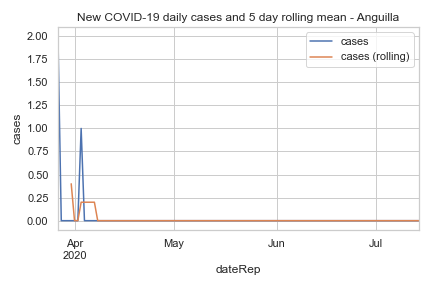 New COVID-19 daily cases and 5 day rolling mean - Anguilla
cases
cases (rolling)
2.00
1.75
1.50
1.25
1.00
0.75
0.50
0.25
0.00
cases
Apr
2020
May
Jun
Jul
dateRep